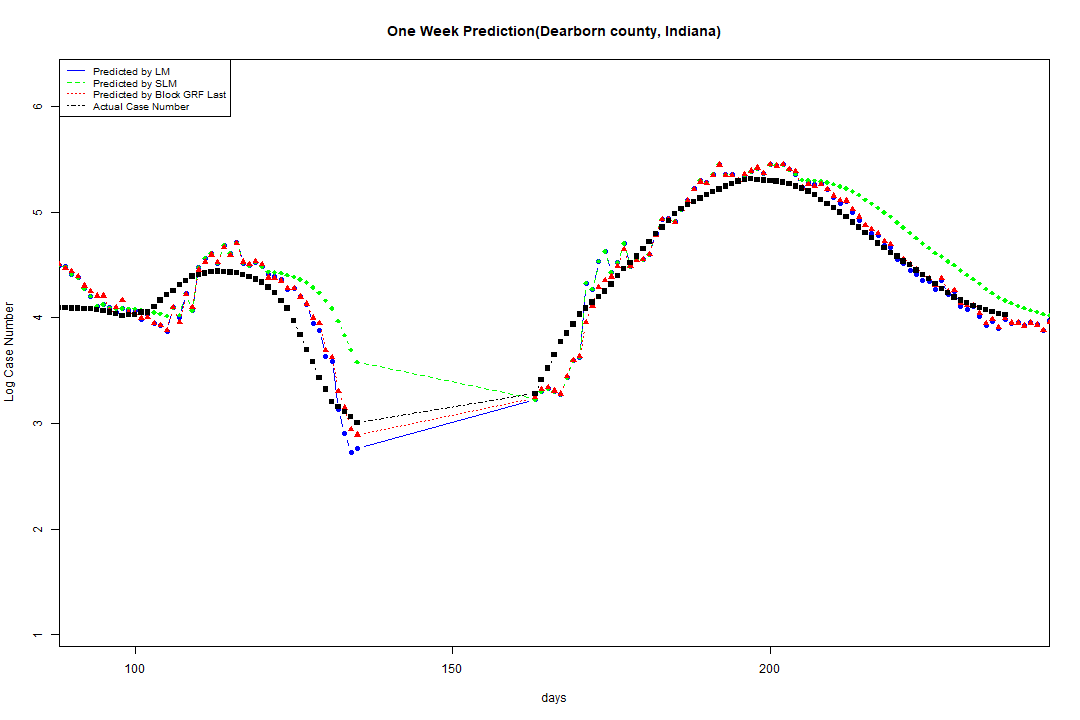 One Week Prediction(Dearborn county, Indiana)
Predicted by LM
Predicted by SLM
Predicted by Block GRF Last
Actual Case Number
Log Case Number
6
5
4
3
2
1
100 150 200
days